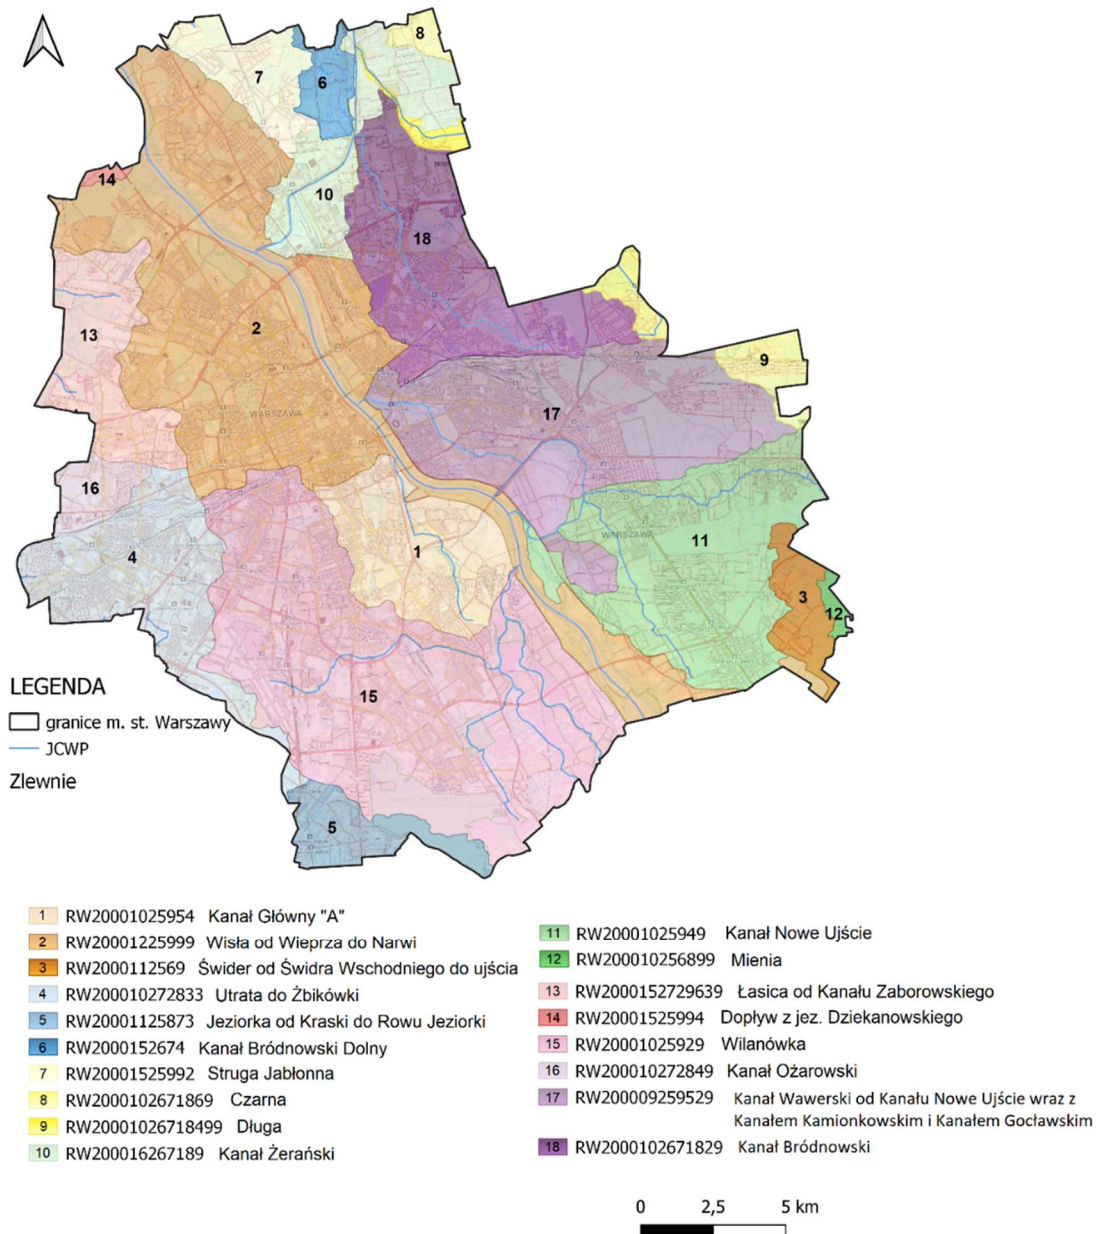 8
7
6
14
10
18
13
2
9
WARSZAWA
17
16
4
1
WARSZAWA
11
3
12
15
5
LEGENDA
granice m. st. Warszawy
JCWP
Zlewnie
1 RW20001025954 Kanał Główny "A"
2 RW20001225999 Wisła od Wieprza do Narwi
3 RW2000112569 Świder od Świdra Wschodniego do ujścia
4 RW200010272833 Utrata do Żbikówki
5 RW20001125873 Jeziorka od Kraski do Rowu Jeziorki
6 RW2000152674 Kanał Bródnowski Dolny
7 RW20001525992 Struga Jabłonna
8 RW2000102671869 Czarna
9 RW20001026718499 Długa
10 RW200016267189 Kanał Żerański
11 RW20001025949 Kanał Nowe Ujście
12 RW200010256899 Mienia
13 RW2000152729639 Łasica od Kanału Zaborowskiego
14 RW20001525994 Dopływ z jez. Dziekanowskiego
15 RW20001025929 Wilanówka
16 RW200010272849 Kanał Ożarowski
17 RW200009259529 Kanał Wawerski od Kanału Nowe Ujście wraz z
Kanałem Kamionkowskim i Kanałem Gocławskim
18 RW2000102671829 Kanał Bródnowski
0 2,5 5 km